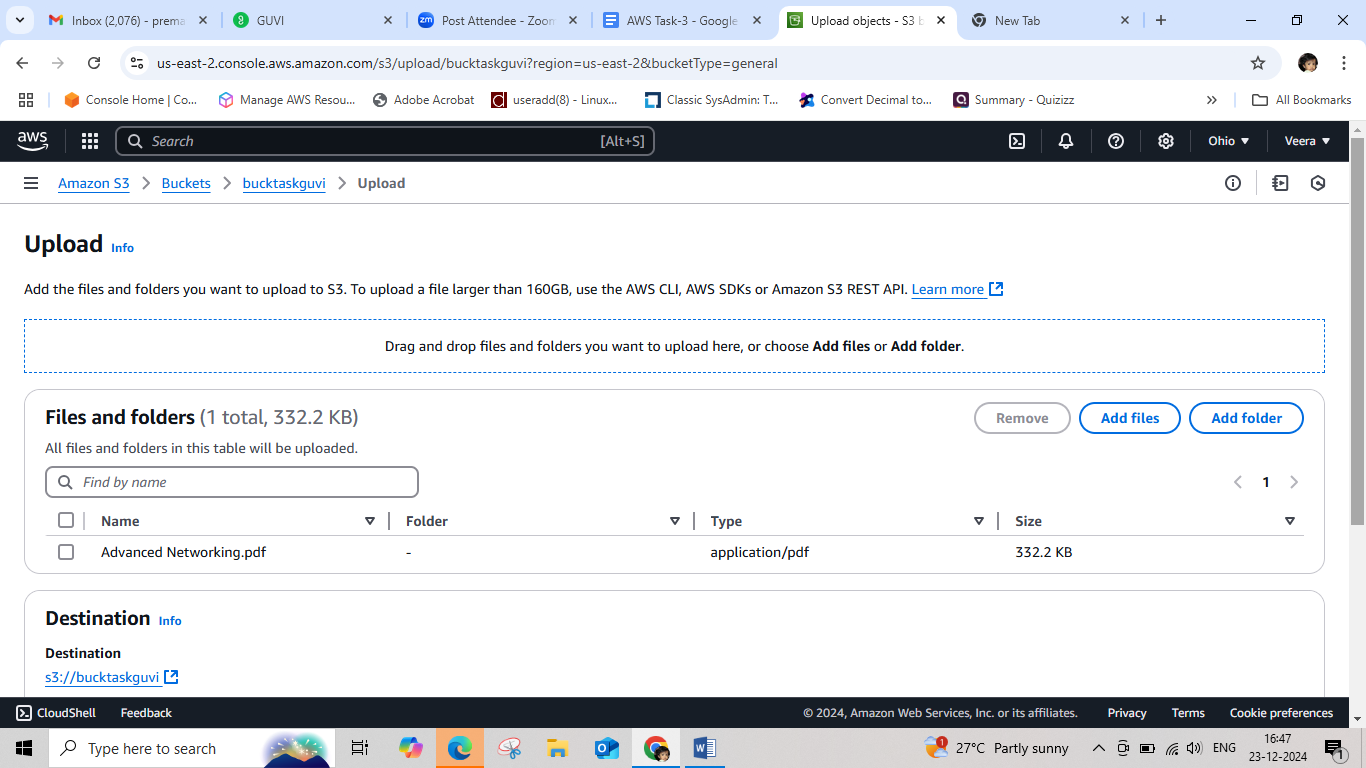 Inbox (2,076) - prema
GUVI
Post Attendee - Zoom
AWS Task-3 - Google
Upload objects - S3 b
New Tab
us-east-2.console.aws.amazon.com/s3/upload/bucktaskguvi?region=us-east-2&bucketType=general
Console Home | Co...
Manage AWS Resou...
Adobe Acrobat
useradd(8) - Linux...
Classic SysAdmin: T...
Convert Decimal to...
Summary - Quizizz
All Bookmarks
aws
Search
[Alt+S]
Ohio
Veera
Amazon S3
Buckets
bucktaskguvi
Upload
Upload Info
Add the files and folders you want to upload to S3. To upload a file larger than 160GB, use the AWS CLI, AWS SDKs or Amazon S3 REST API. Learn more
Drag and drop files and folders you want to upload here, or choose Add files or Add folder.
Files and folders (1 total, 332.2 KB)
Remove
Add files
Add folder
All files and folders in this table will be uploaded.
Find by name
1
Name Folder Type Size
Advanced Networking.pdf - application/pdf 332.2 KB
Destination Info
Destination
s3://bucktaskguvi
CloudShell
Feedback
© 2024, Amazon Web Services, Inc. or its affiliates.
Privacy
Terms
Cookie preferences
Type here to search
27°C Partly sunny
ENG
16:47
23-12-2024